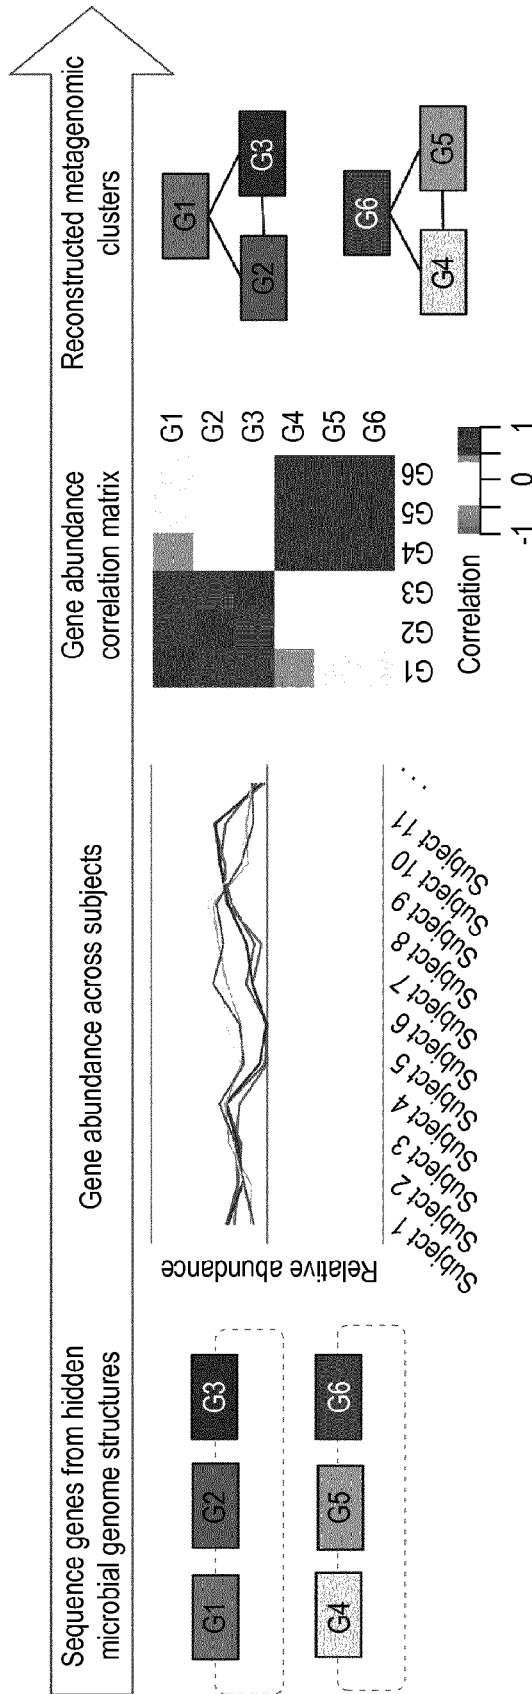 Sequence genes from hidden
microbial genome structures
Gene abundance across subjects
Gene abundance
correlation matrix
Reconstructed metagenomic
clusters
G1
G2
G3
G4
G5
G6
Relative abundance
Subject 1
Subject 2
Subject 3
Subject 4
Subject 5
Subject 6
Subject 7
Subject 8
Subject 9
Subject 10
Subject 11
...
G1
G2
G3
G4
G5
G6
G1
G2
G3
G4
G5
G6
Correlation
-1 0 1
G1
G2
G3
G6
G4
G5